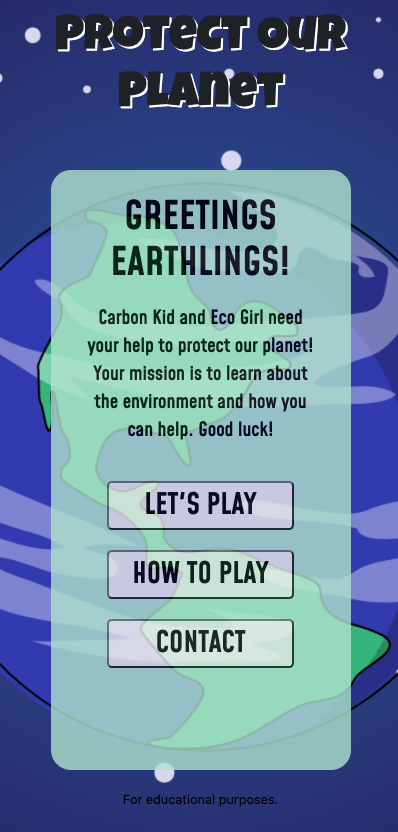 PROTECT OUR
PLANET
GREETINGS
EARTHLINGS!
Carbon Kid and Eco Girl need
your help to protect our planet!
Your mission is to learn about
the environment and how you
can help. Good luck!
LET'S PLAY
HOW TO PLAY
CONTACT
For educational purposes.